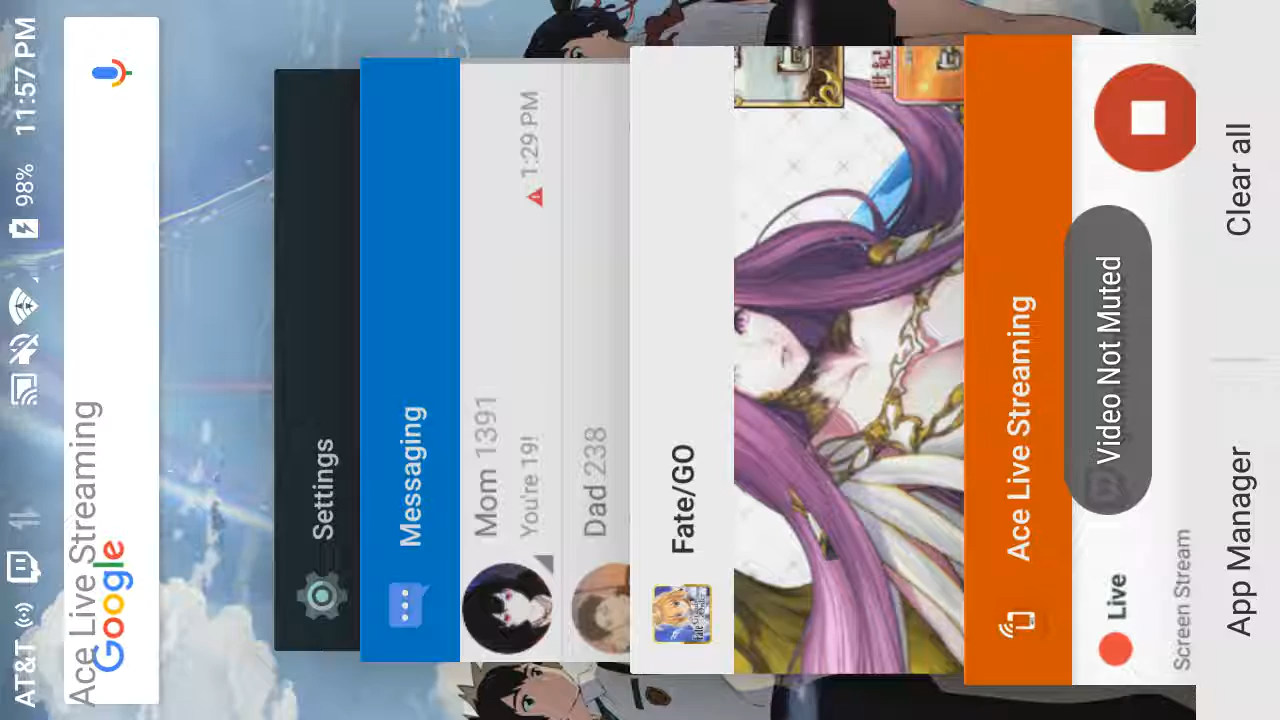 AT&T 98% 11:57 PM
Ace Live Streaming
Google
Settings
Messaging
Mom 1391
1:29 PM
You're 19!
Dad 238
Fate/GO
Ace Live Streaming
Video Not Muted
Live
Screen Stream
App Manager
Clear all